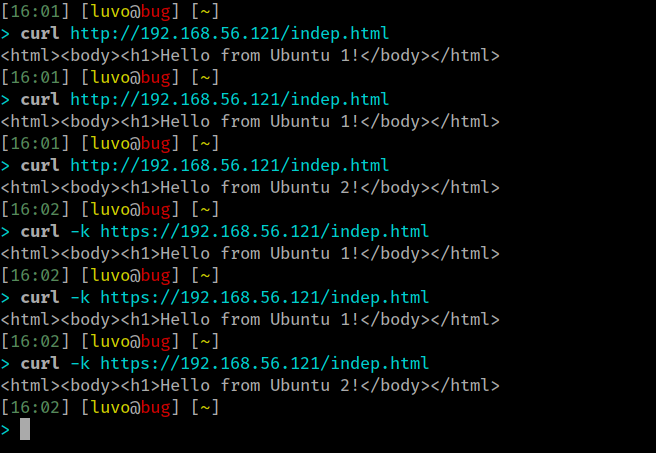 [16:01] [luvo@bug] [~]
> curl http://192.168.56.121/indep.html
<html><body><h1>Hello from Ubuntu 1!</body></html>
[16:01] [luvo@bug] [~]
> curl http://192.168.56.121/indep.html
<html><body><h1>Hello from Ubuntu 1!</body></html>
[16:01] [luvo@bug] [~]
> curl http://192.168.56.121/indep.html
<html><body><h1>Hello from Ubuntu 2!</body></html>
[16:02] [luvo@bug] [~]
> curl -k https://192.168.56.121/indep.html
<html><body><h1>Hello from Ubuntu 1!</body></html>
[16:02] [luvo@bug] [~]
> curl -k https://192.168.56.121/indep.html
<html><body><h1>Hello from Ubuntu 1!</body></html>
[16:02] [luvo@bug] [~]
> curl -k https://192.168.56.121/indep.html
<html><body><h1>Hello from Ubuntu 2!</body></html>
[16:02] [luvo@bug] [~]
>